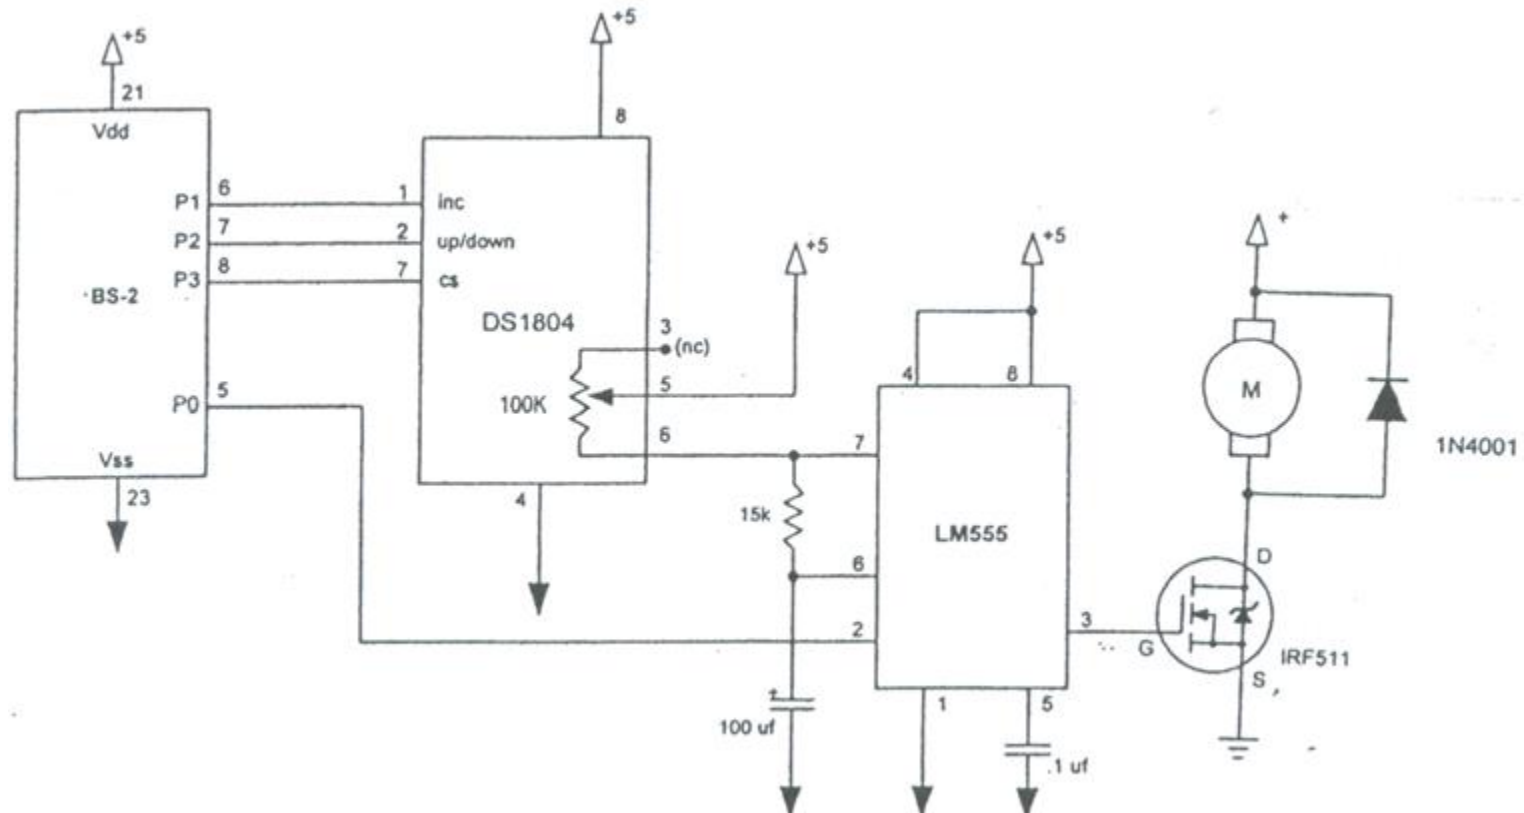 +5
21
Vdd
P1
6
P2
7
P3
8
BS-2
P0
5
Vss
23
+5
8
1
inc
2
up/down
7
cs
DS1804
3
(nc)
5
100K
6
4
+5
15k
100 uf
+
+5
4
8
7
LM555
6
2
3
1
5
.1 uf
+
M
1N4001
D
G
S
IRF511